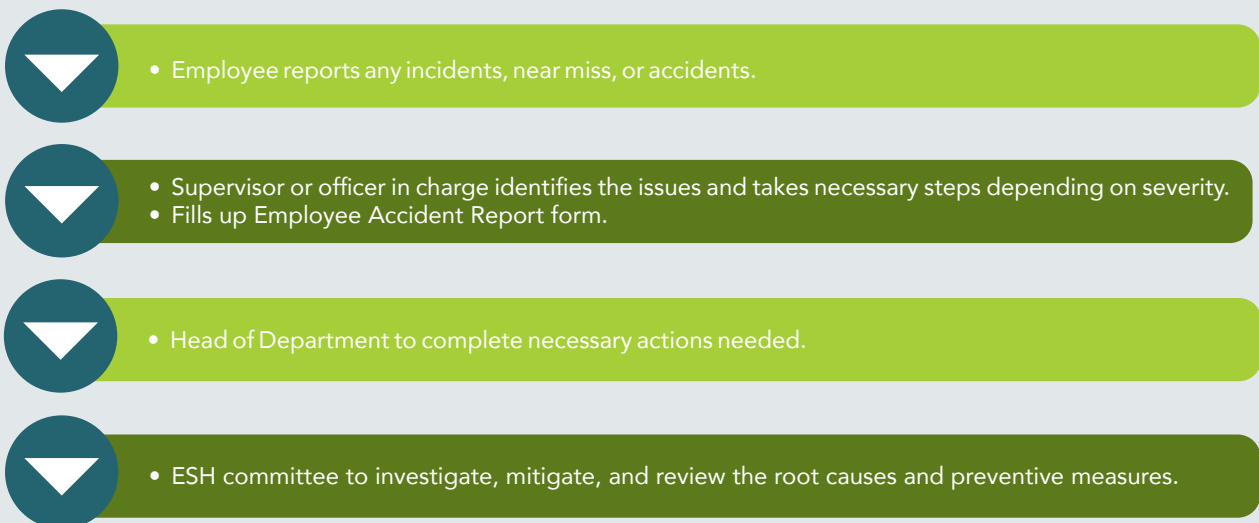 • Employee reports any incidents, near miss, or accidents.
• Supervisor or officer in charge identifies the issues and takes necessary steps depending on severity.
• Fills up Employee Accident Report form.
• Head of Department to complete necessary actions needed.
• ESH committee to investigate, mitigate, and review the root causes and preventive measures.